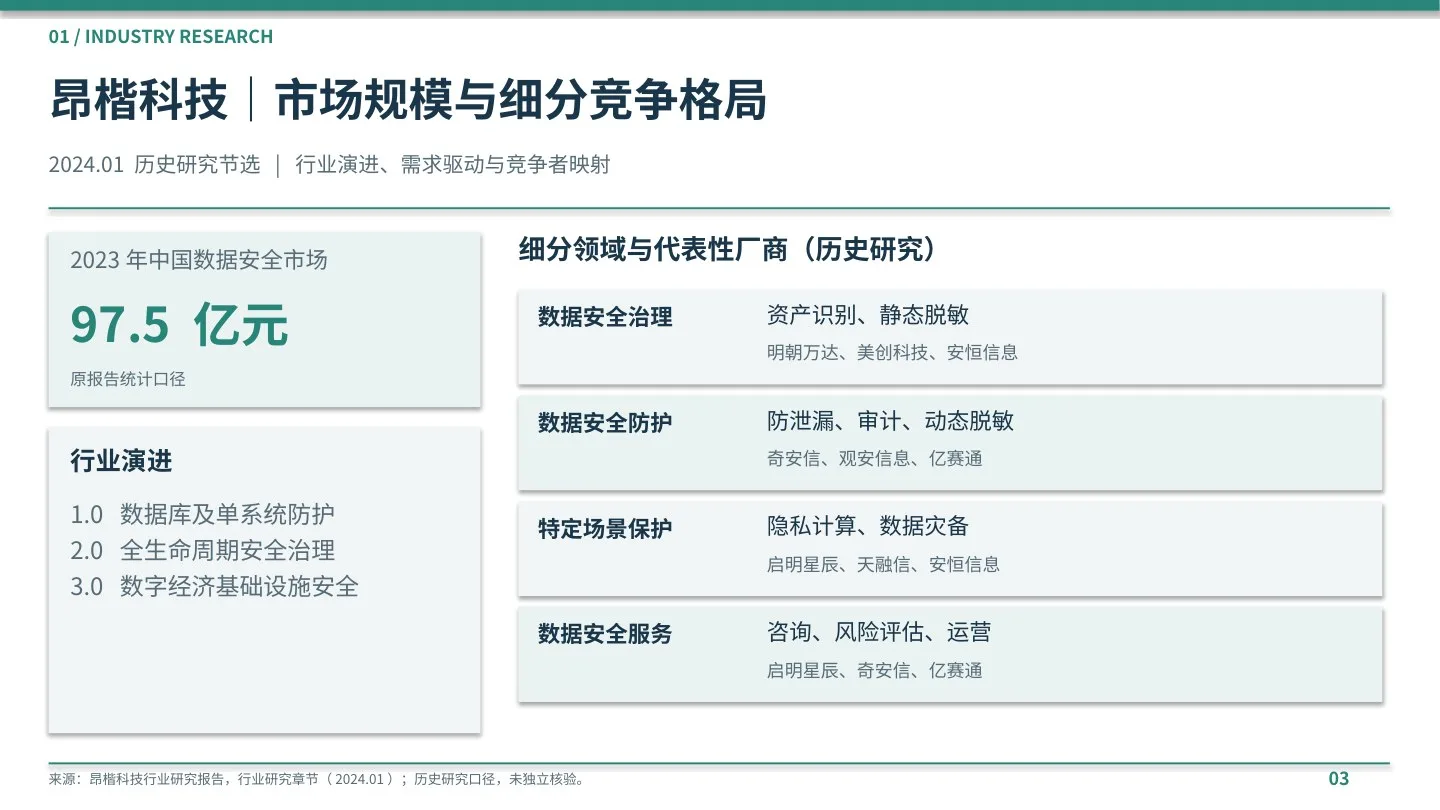 01 / INDUSTRY RESEARCH
昂楷科技｜市场规模与细分竞争格局
2024.01 历史研究节选 | 行业演进、需求驱动与竞争者映射
2023 年中国数据安全市场
97.5 亿元
原报告统计口径
行业演进
1.0 数据库及单系统防护
2.0 全生命周期安全治理
3.0 数字经济基础设施安全
细分领域与代表性厂商（历史研究）
数据安全治理
资产识别、静态脱敏
明朝万达、美创科技、安恒信息
数据安全防护
防泄漏、审计、动态脱敏
奇安信、观安信息、亿赛通
特定场景保护
隐私计算、数据灾备
启明星辰、天融信、安恒信息
数据安全服务
咨询、风险评估、运营
启明星辰、奇安信、亿赛通
来源：昂楷科技行业研究报告，行业研究章节（ 2024.01 ）；历史研究口径，未独立核验。
03